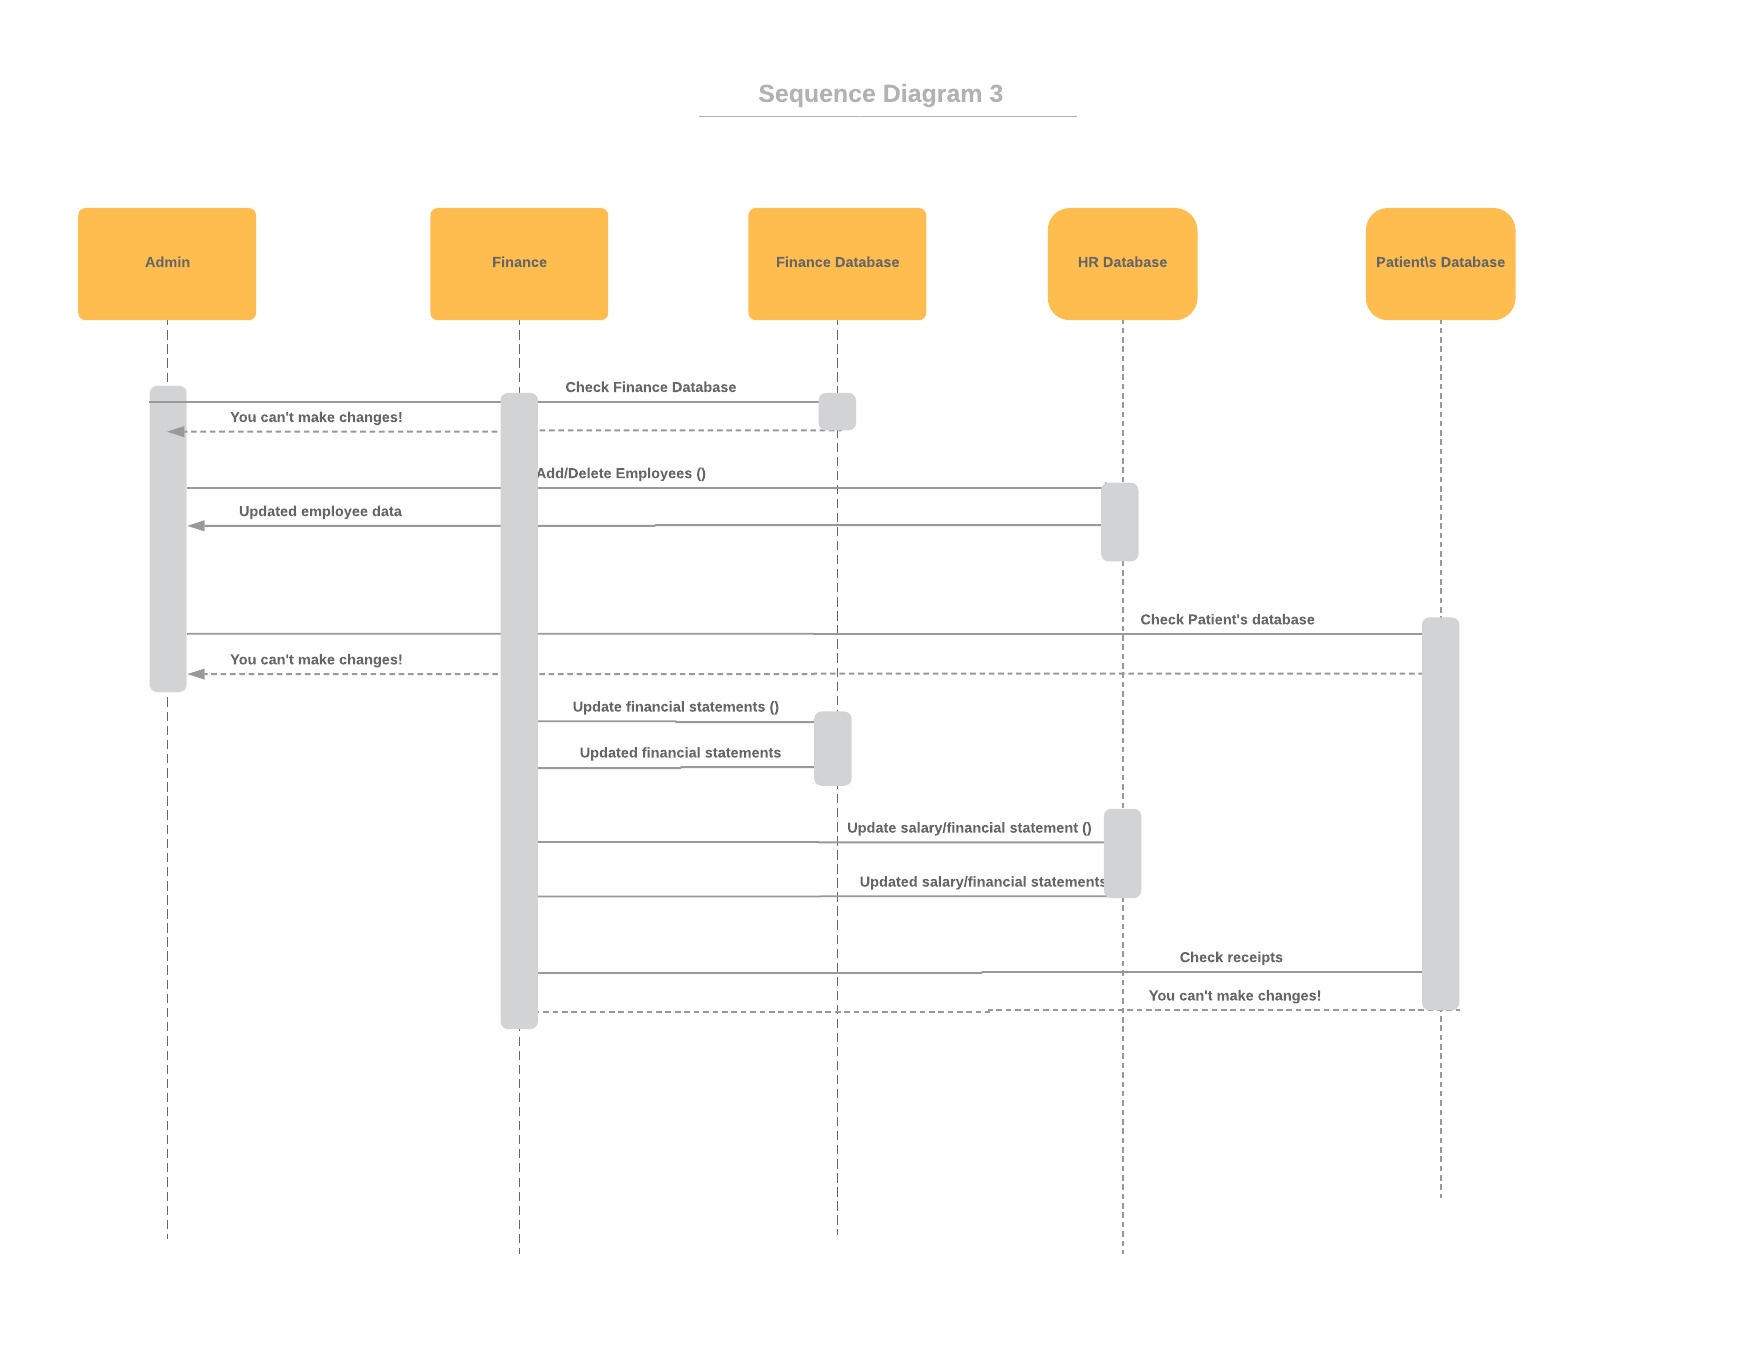 Sequence Diagram 3
Admin
Finance
Finance Database
HR Database
Patient\s Database
Check Finance Database
You can't make changes!
Add/Delete Employees ()
Updated employee data
Check Patient's database
You can't make changes!
Update financial statements ()
Updated financial statements
Update salary/financial statement ()
Updated salary/financial statements
Check receipts
You can't make changes!